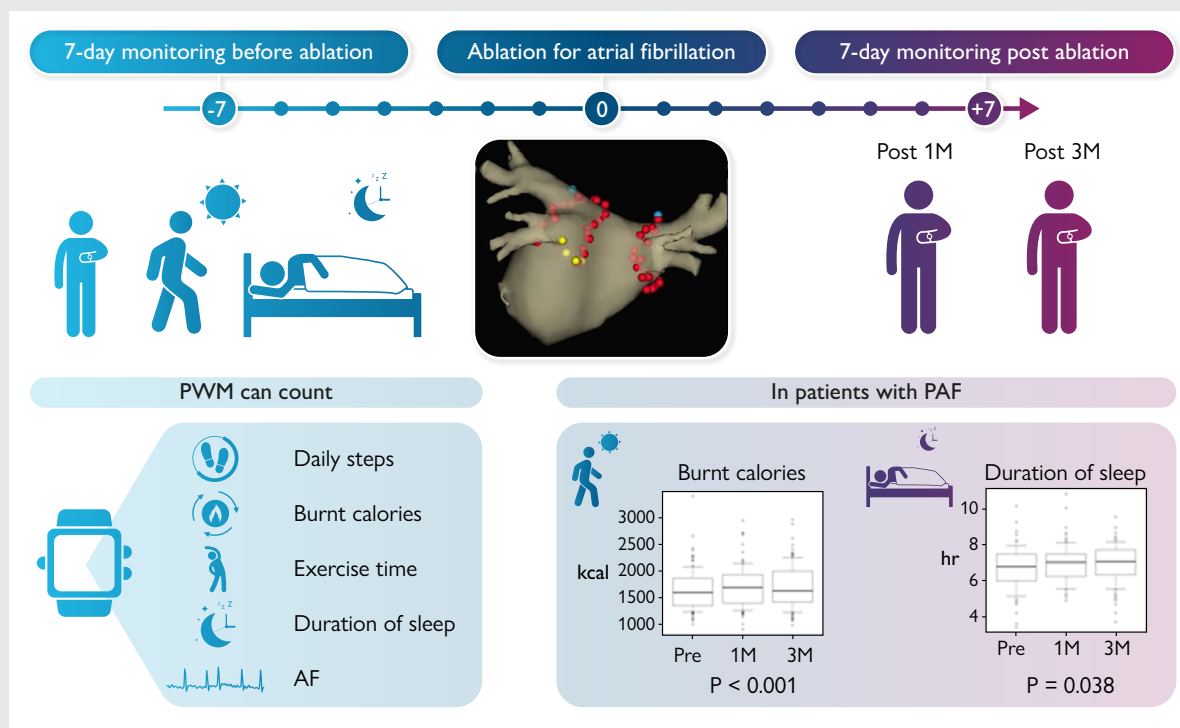 7-day monitoring before ablation
Ablation for atrial fibrillation
7-day monitoring post ablation
-7
0
+7
Post 1M
Post 3M
z z Z
PWM can count
Daily steps
Burnt calories
Exercise time
z z Z
Duration of sleep
AF
In patients with PAF
Burnt calories
3000
2500
2000
1500
1000
kcal
Pre
1M
3M
P < 0.001
z z Z
Duration of sleep
10
8
6
4
hr
Pre
1M
3M
P = 0.038